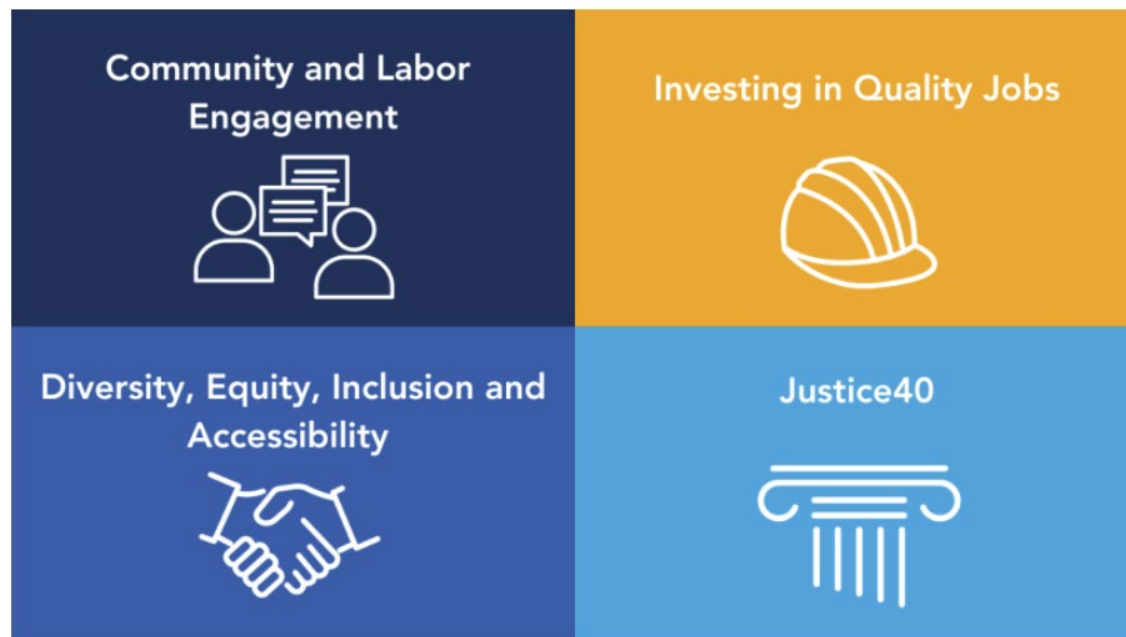 Community and Labor
Engagement
Investing in Quality Jobs
Diversity, Equity, Inclusion and
Accessibility
Justice40